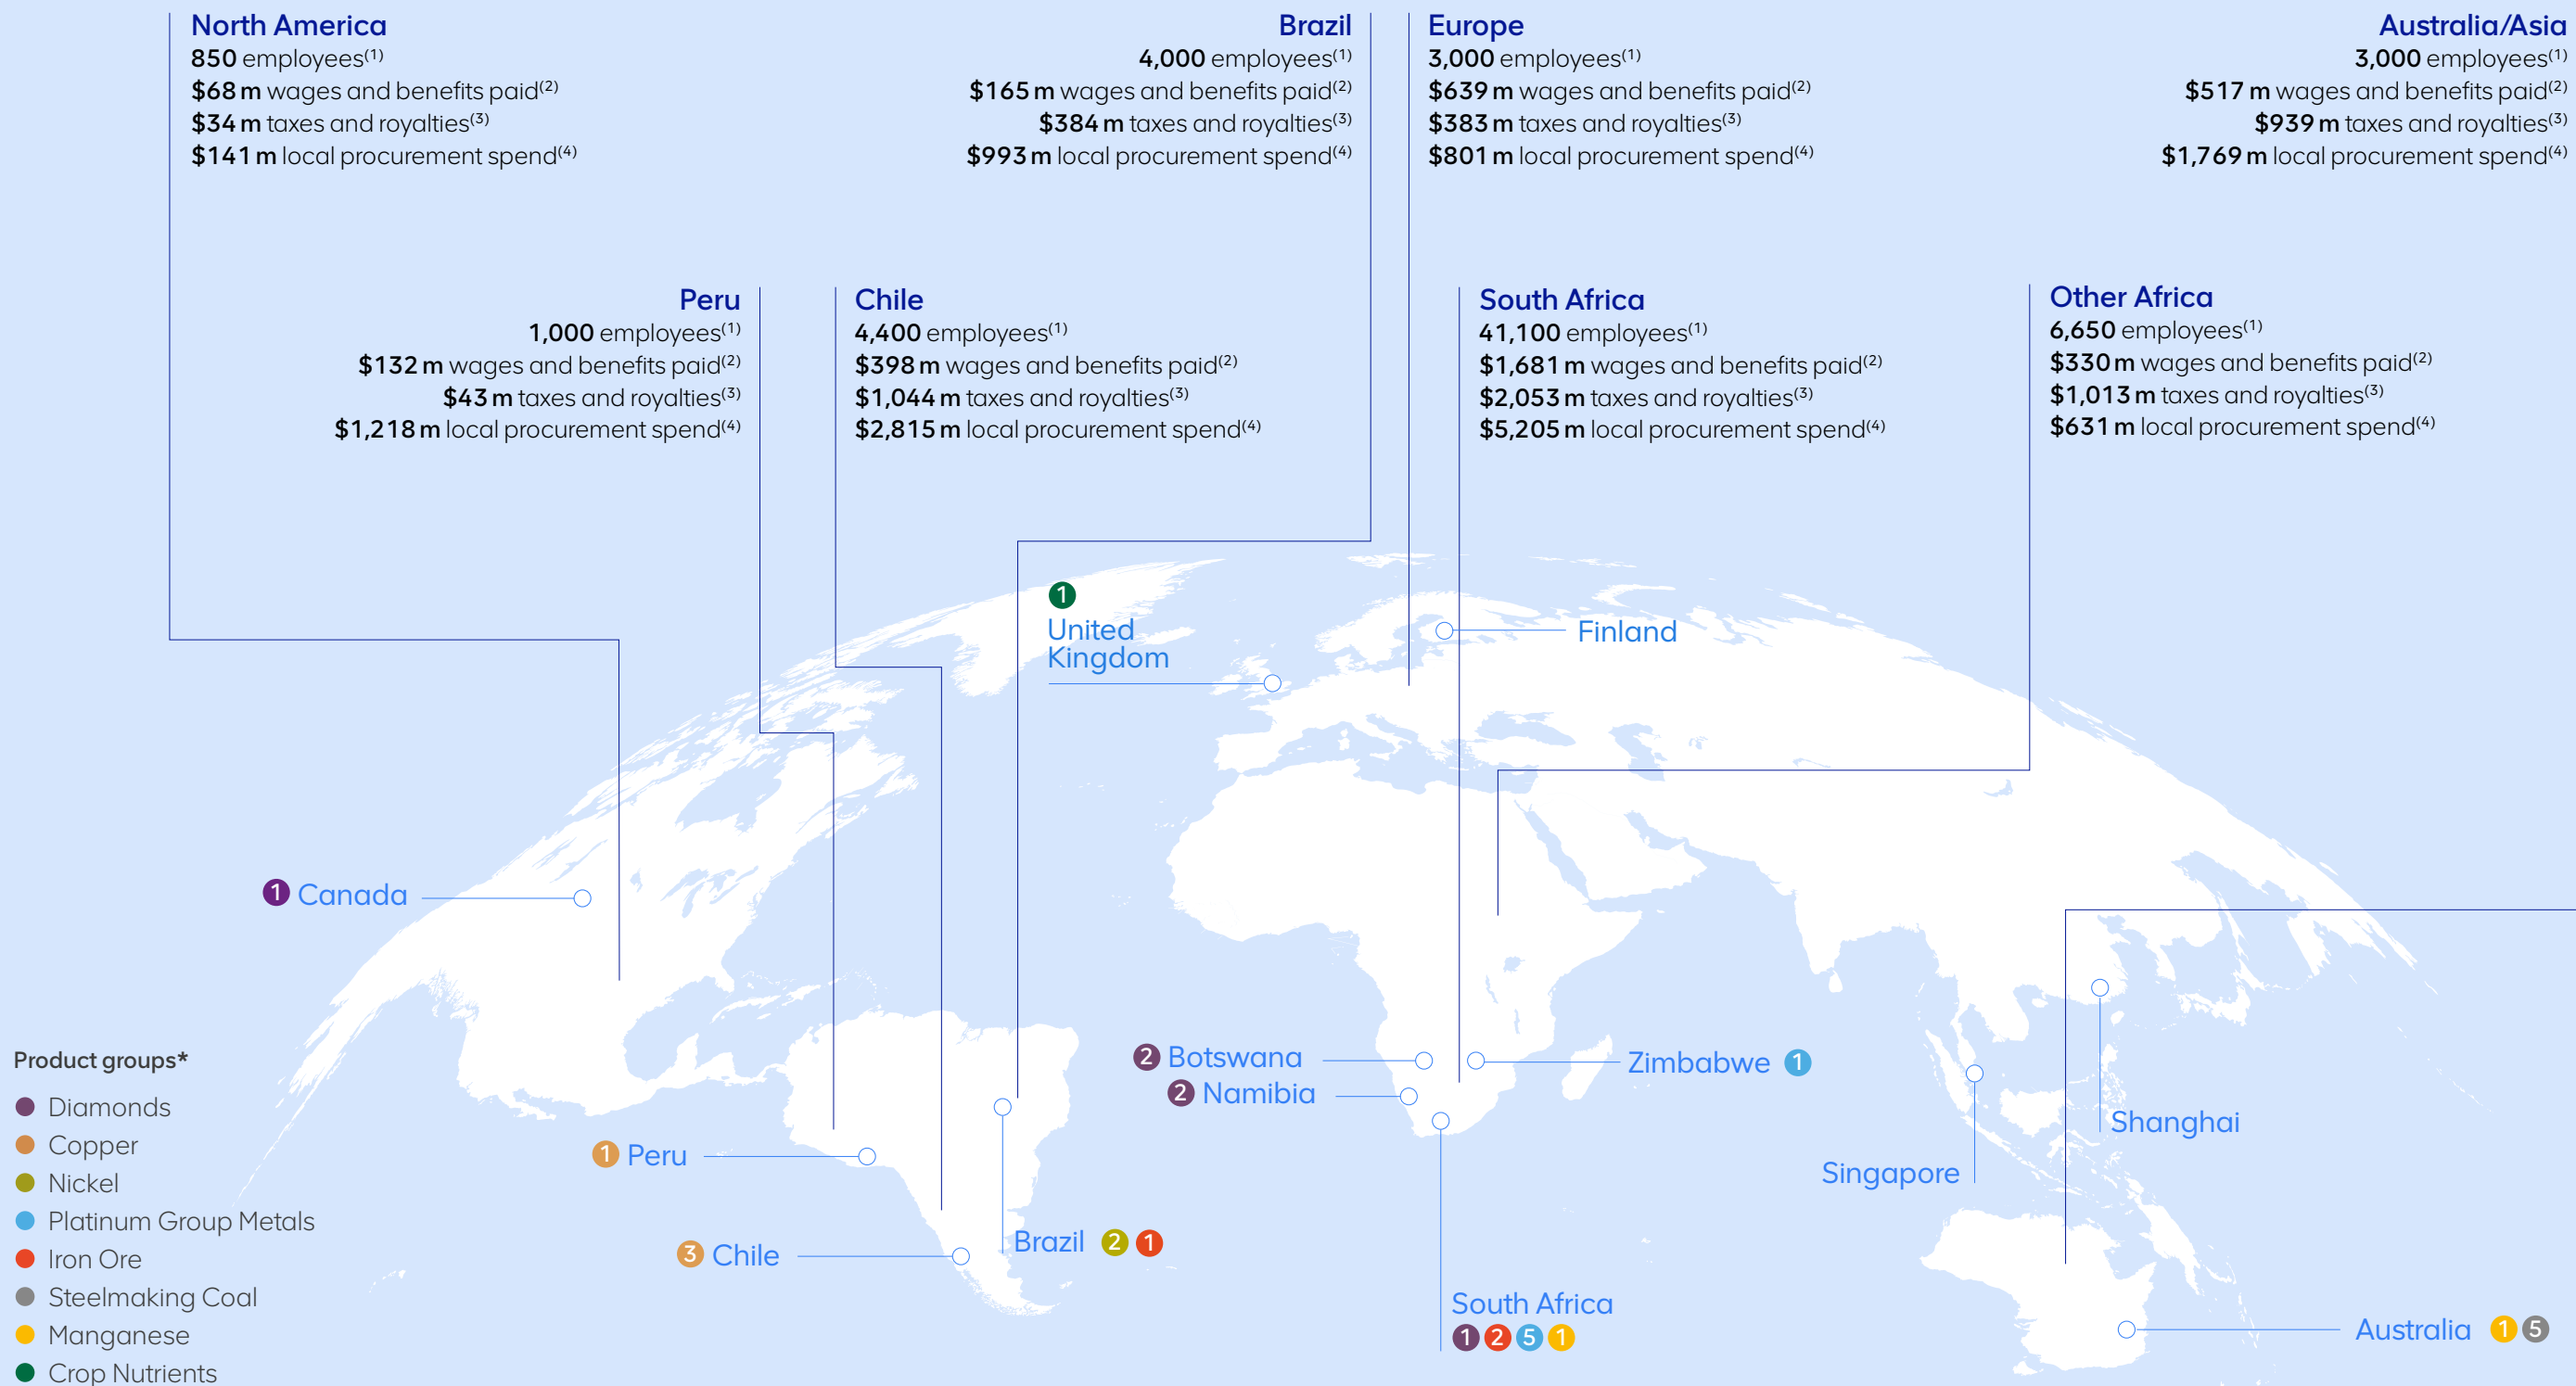 North America
850 employees(1)
$68 m wages and benefits paid(2)
$34 m taxes and royalties(3)
$141 m local procurement spend(4)
Brazil
4,000 employees(1)
$165 m wages and benefits paid(2)
$384 m taxes and royalties(3)
$993 m local procurement spend(4)
Europe
3,000 employees(1)
$639 m wages and benefits paid(2)
$383 m taxes and royalties(3)
$801 m local procurement spend(4)
Australia/Asia
3,000 employees(1)
$517 m wages and benefits paid(2)
$939 m taxes and royalties(3)
$1,769 m local procurement spend(4)
Peru
1,000 employees(1)
$132 m wages and benefits paid(2)
$43 m taxes and royalties(3)
$1,218 m local procurement spend(4)
Chile
4,400 employees(1)
$398 m wages and benefits paid(2)
$1,044 m taxes and royalties(3)
$2,815 m local procurement spend(4)
South Africa
41,100 employees(1)
$1,681 m wages and benefits paid(2)
$2,053 m taxes and royalties(3)
$5,205 m local procurement spend(4)
Other Africa
6,650 employees(1)
$330 m wages and benefits paid(2)
$1,013 m taxes and royalties(3)
$631 m local procurement spend(4)
1
United
Kingdom
Finland
1 Canada
2 Botswana
2 Namibia
Zimbabwe 1
1 Peru
3 Chile
Brazil 2 1
South Africa
1 2 5 1
Singapore
Shanghai
Australia 1 5
Product groups*
Diamonds
Copper
Nickel
Platinum Group Metals
Iron Ore
Steelmaking Coal
Manganese
Crop Nutrients